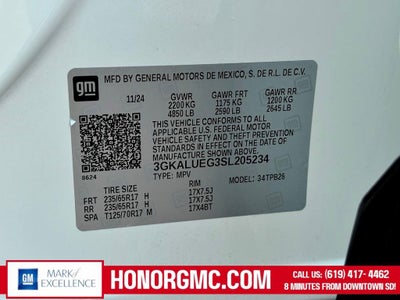 gm
MFD BY GENERAL MOTORS DE MEXICO, S. DE R.L. DE C.V.
11/24 GVWR GAWR FRT GAWR RR
2200 KG 1175 KG 1200 KG
4850 LB 2590 LB 2645 LB
THIS VEHICLE CONFORMS TO ALL
APPLICABLE U.S. FEDERAL MOTOR
VEHICLE SAFETY AND THEFT
PREVENTION STANDARDS IN EFFECT
ON THE DATE OF MANUFACTURE
SHOWN ABOVE.
3GKALUEG3SL205234
8624 TYPE: MPV 34TPB26
TIRE SIZE RIM
FRT 235/65R17 H 17X7.5J
RR 235/65R17 H 17X7.5J
SPA T125/70R17 M 17X4BT
GM MARK OF EXCELLENCE
HONORGMC.COM
CALL US: (619) 417-4462
8 MINUTES FROM DOWNTOWN SD!